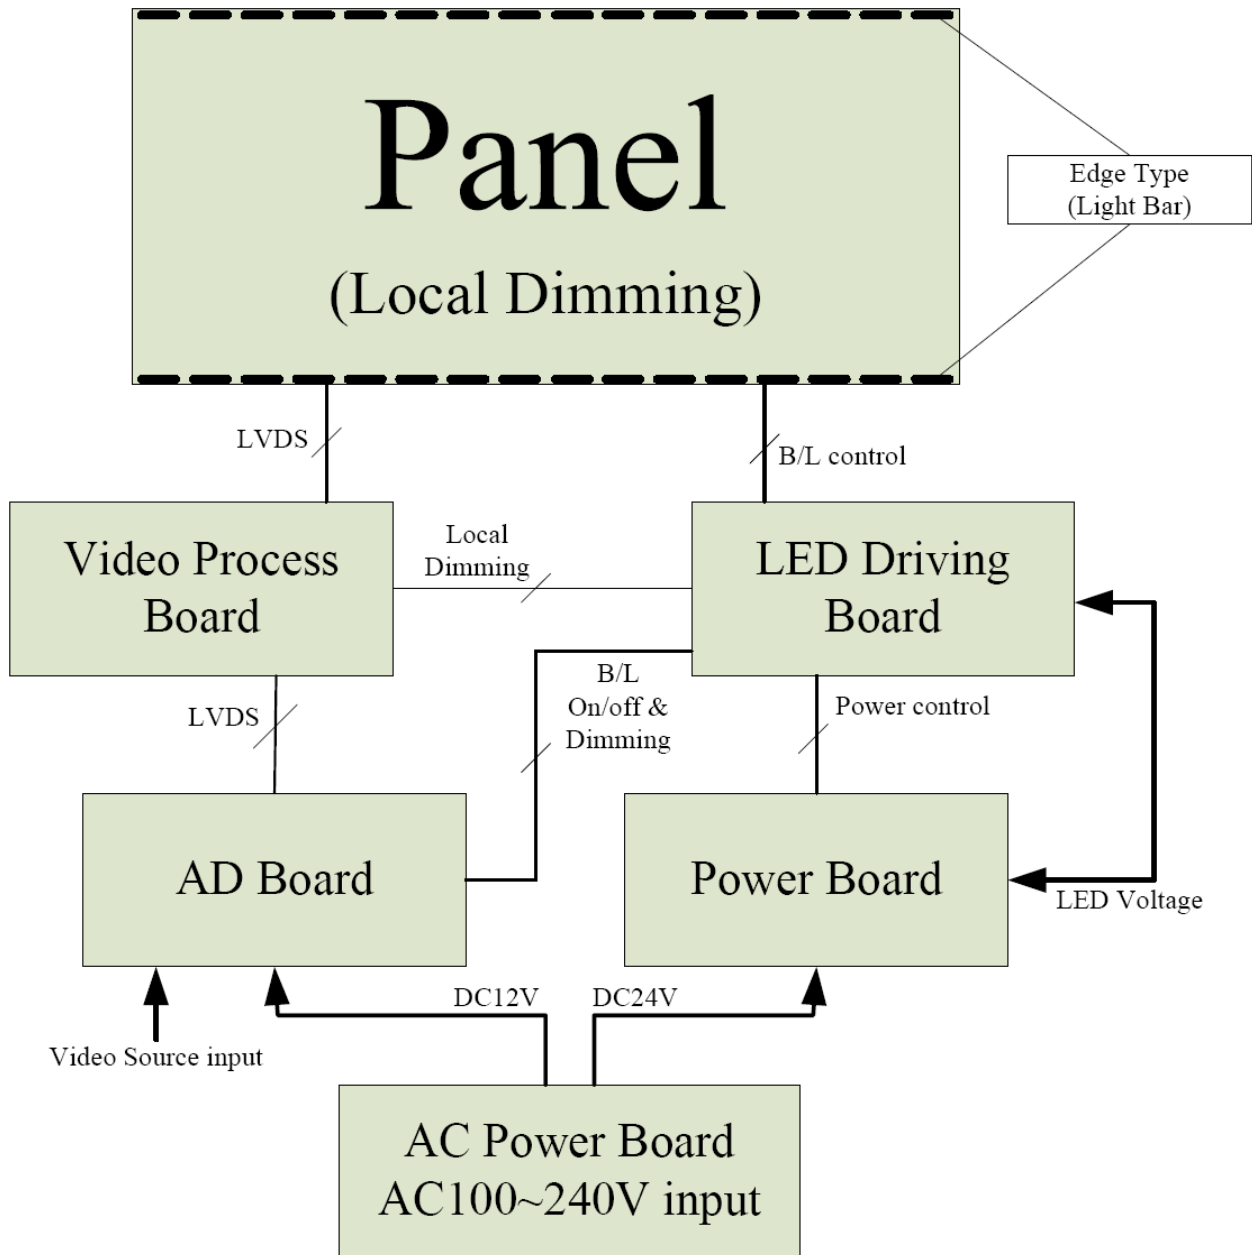 Panel
(Local Dimming)
Edge Type
(Light Bar)
LVDS
B/L control
Video Process
Board
Local
Dimming
LED Driving
Board
LVDS
B/L
On/off &
Dimming
Power control
AD Board
Power Board
LED Voltage
DC12V
DC24V
Video Source input
AC Power Board
AC100~240V input